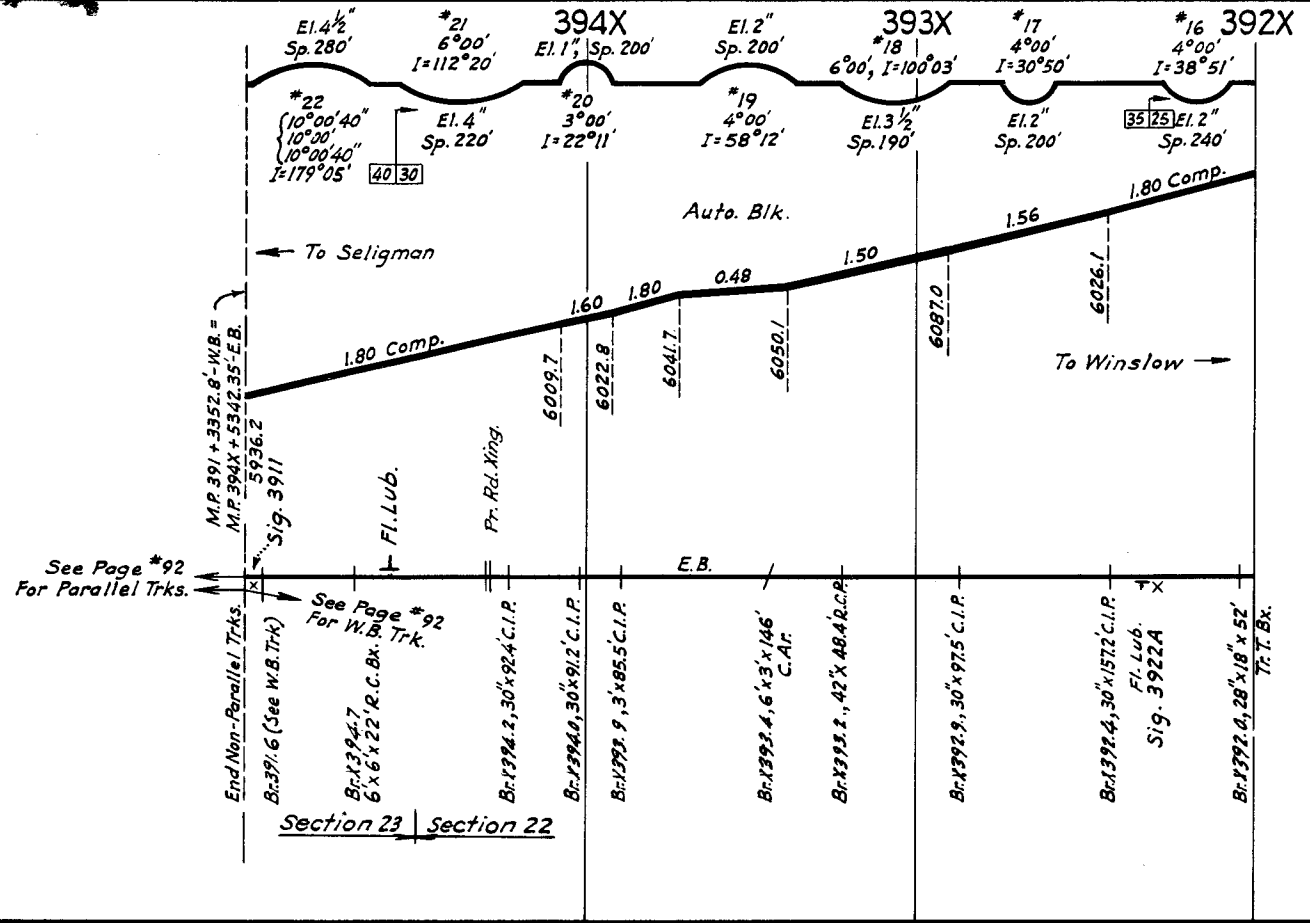 394X
393X
392X
El. 4½"
Sp. 280'
#21
6°00'
I=112°20'
El. 1", Sp. 200'
El. 2"
Sp. 200'
#18
6°00', I=100°03'
#17
4°00'
I=30°50'
#16
4°00'
I=38°51'
#22
10°00'40"
10°00'
10°00'40"
I=179°05'
40 30
El. 4"
Sp. 220'
#20
3°00'
I=22°11'
#19
4°00'
I=58°12'
El. 3½"
Sp. 190'
El. 2"
Sp. 200'
35 25
El. 2"
Sp. 240'
Auto. Blk.
To Seligman
To Winslow
1.80 Comp.
1.60
1.80
0.48
1.50
1.56
1.80 Comp.
M.P. 391 + 3352.8'-W.B. =
M.P. 394X + 5342.35'-E.B.
5936.2
6009.7
6022.8
6041.7
6050.1
6087.0
6026.1
Sig. 3911
Fl. Lub.
Pr. Rd. Xing.
E.B.
See Page #92
For Parallel Trks.
See Page #92
For W.B. Trk.
End Non-Parallel Trks.
Br. 391.6 (See W.B. Trk)
Br. X394.7
6'x6'x22' R.C. Bx.
Br. X394.2, 30"x92.4' C.I.P.
Br. X394.0, 30"x91.2' C.I.P.
Br. X393.9, 3'x85.5' C.I.P.
Br. X393.4, 6'x3'x146'
C. Ar.
Br. X393.2., 42"x48.4' R.C.P.
Br. X392.9., 30"x97.5' C.I.P.
Br. X392.4, 30"x157.2' C.I.P.
Fl. Lub.
Sig. 3922A
Br. X392.0, 28"x18"x52'
Tr. T. Bx.
Section 23
Section 22